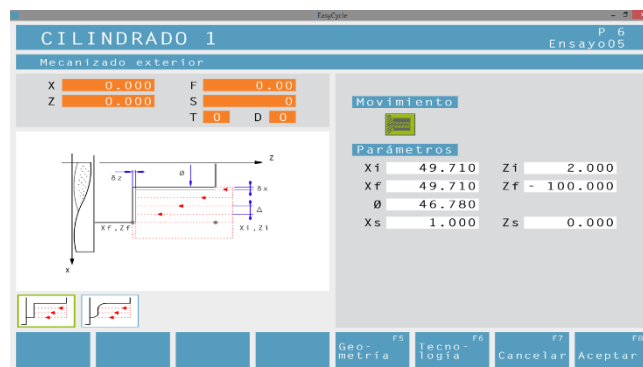 EasyCycle
CILINDRADO 1
P 6
Ensayo05
Mecanizado exterior
X 0.000 F 0.00
Z 0.000 S 0
T 0 D 0
Movimiento
Parámetros
Xi 49.710 Zi 2.000
Xf 49.710 Zf - 100.000
Ø 46.780
Xs 1.000 Zs 0.000
Z
δz
ø
δx
Δ
Xf,Zf
Xi,Zi
X
F5
Geo-
metría
F6
Tecno-
logía
F7
Cancelar
F8
Aceptar